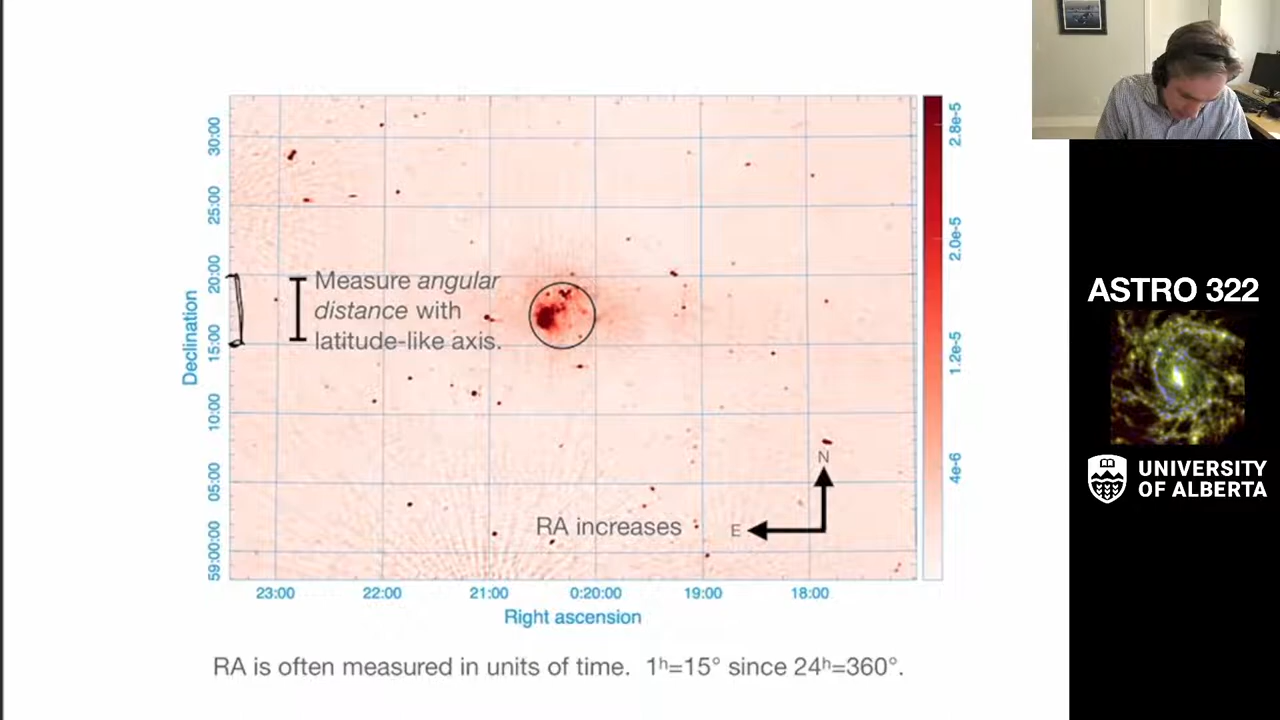 30:00
25:00
20:00
15:00
10:00
05:00
59:00:00
Declination
Measure angular
distance with
latitude-like axis.
N
E
RA increases
23:00 22:00 21:00 0:20:00 19:00 18:00
Right ascension
2.8e-5
2.0e-5
1.2e-5
4e-6
RA is often measured in units of time. 1ʰ=15° since 24ʰ=360°.
ASTRO 322
UNIVERSITY
OF ALBERTA